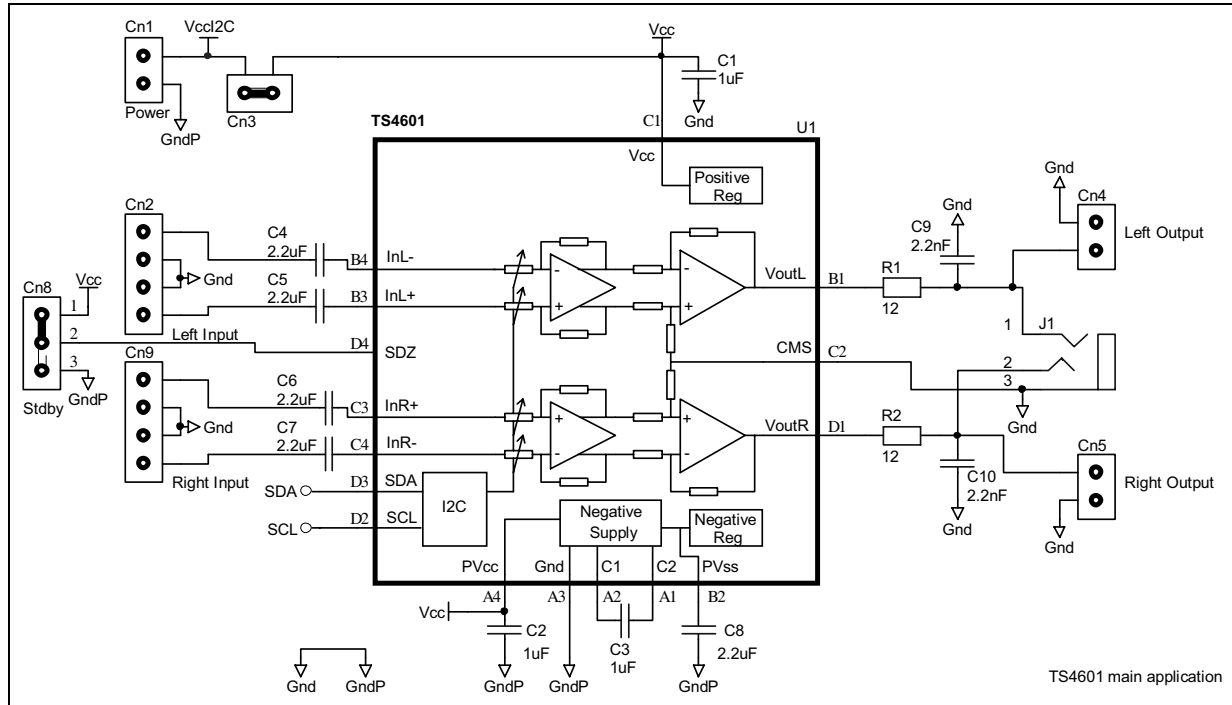 Cn1
VccI2C
Power
GndP
Cn3
Vcc
C1
1uF
Gnd
TS4601
C1
U1
Vcc
Positive
Reg
Cn2
C4
2.2uF
B4
InL-
Gnd
C5
2.2uF
B3
InL+
Left Input
Cn8
Vcc
1
2
3
GndP
Stdby
D4
SDZ
Cn9
C6
2.2uF
C3
InR+
Gnd
C7
2.2uF
C4
InR-
Right Input
SDA
D3
SDA
SCL
D2
SCL
I2C
- + - +
+ - + -
VoutL
B1
R1
12
Gnd
C9
2.2nF
Gnd
Cn4
Left Output
CMS
C2
1
J1
2
3
Gnd
VoutR
D1
R2
12
C10
2.2nF
Gnd
Cn5
Right Output
Gnd
Negative
Supply
Negative
Reg
PVcc
Gnd
C1
C2
PVss
A4
A3
A2
A1
B2
Vcc
C2
1uF
GndP
GndP
C3
1uF
C8
2.2uF
GndP
Gnd
GndP
TS4601 main application